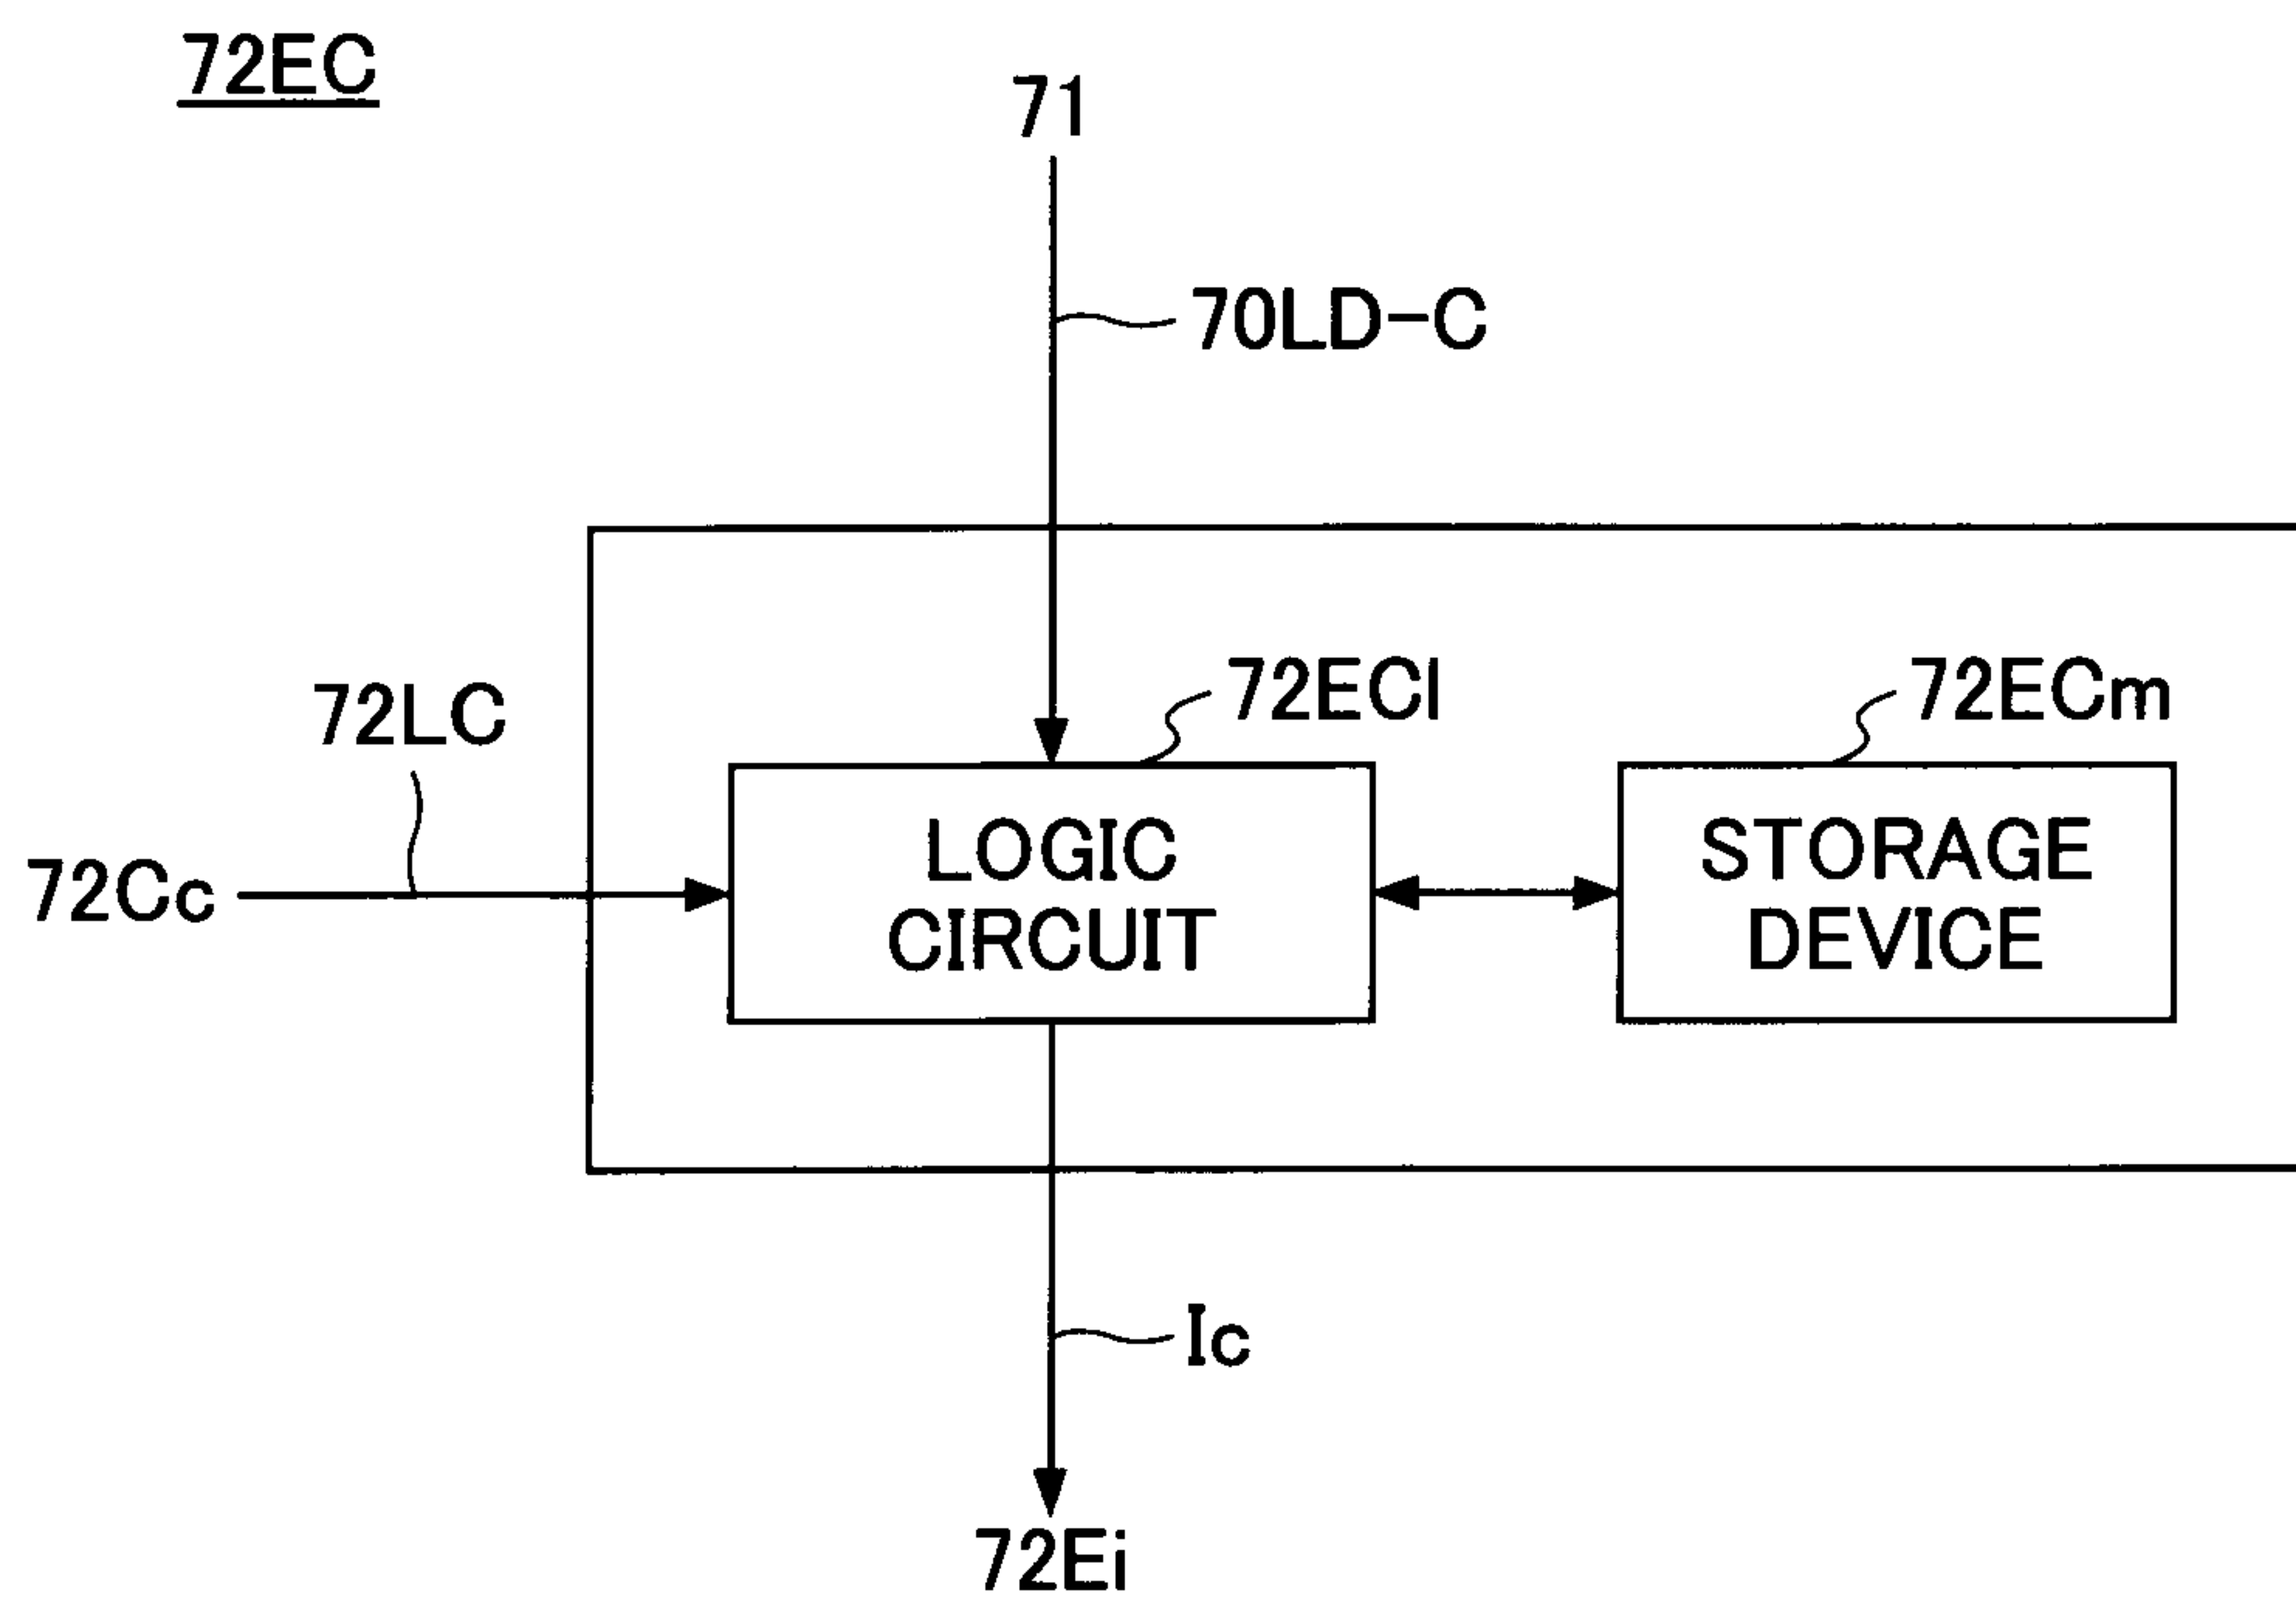 72EC
71
70LD-C
72ECl
72ECm
72LC
LOGIC
CIRCUIT
STORAGE
DEVICE
72Cc
Ic
72Ei